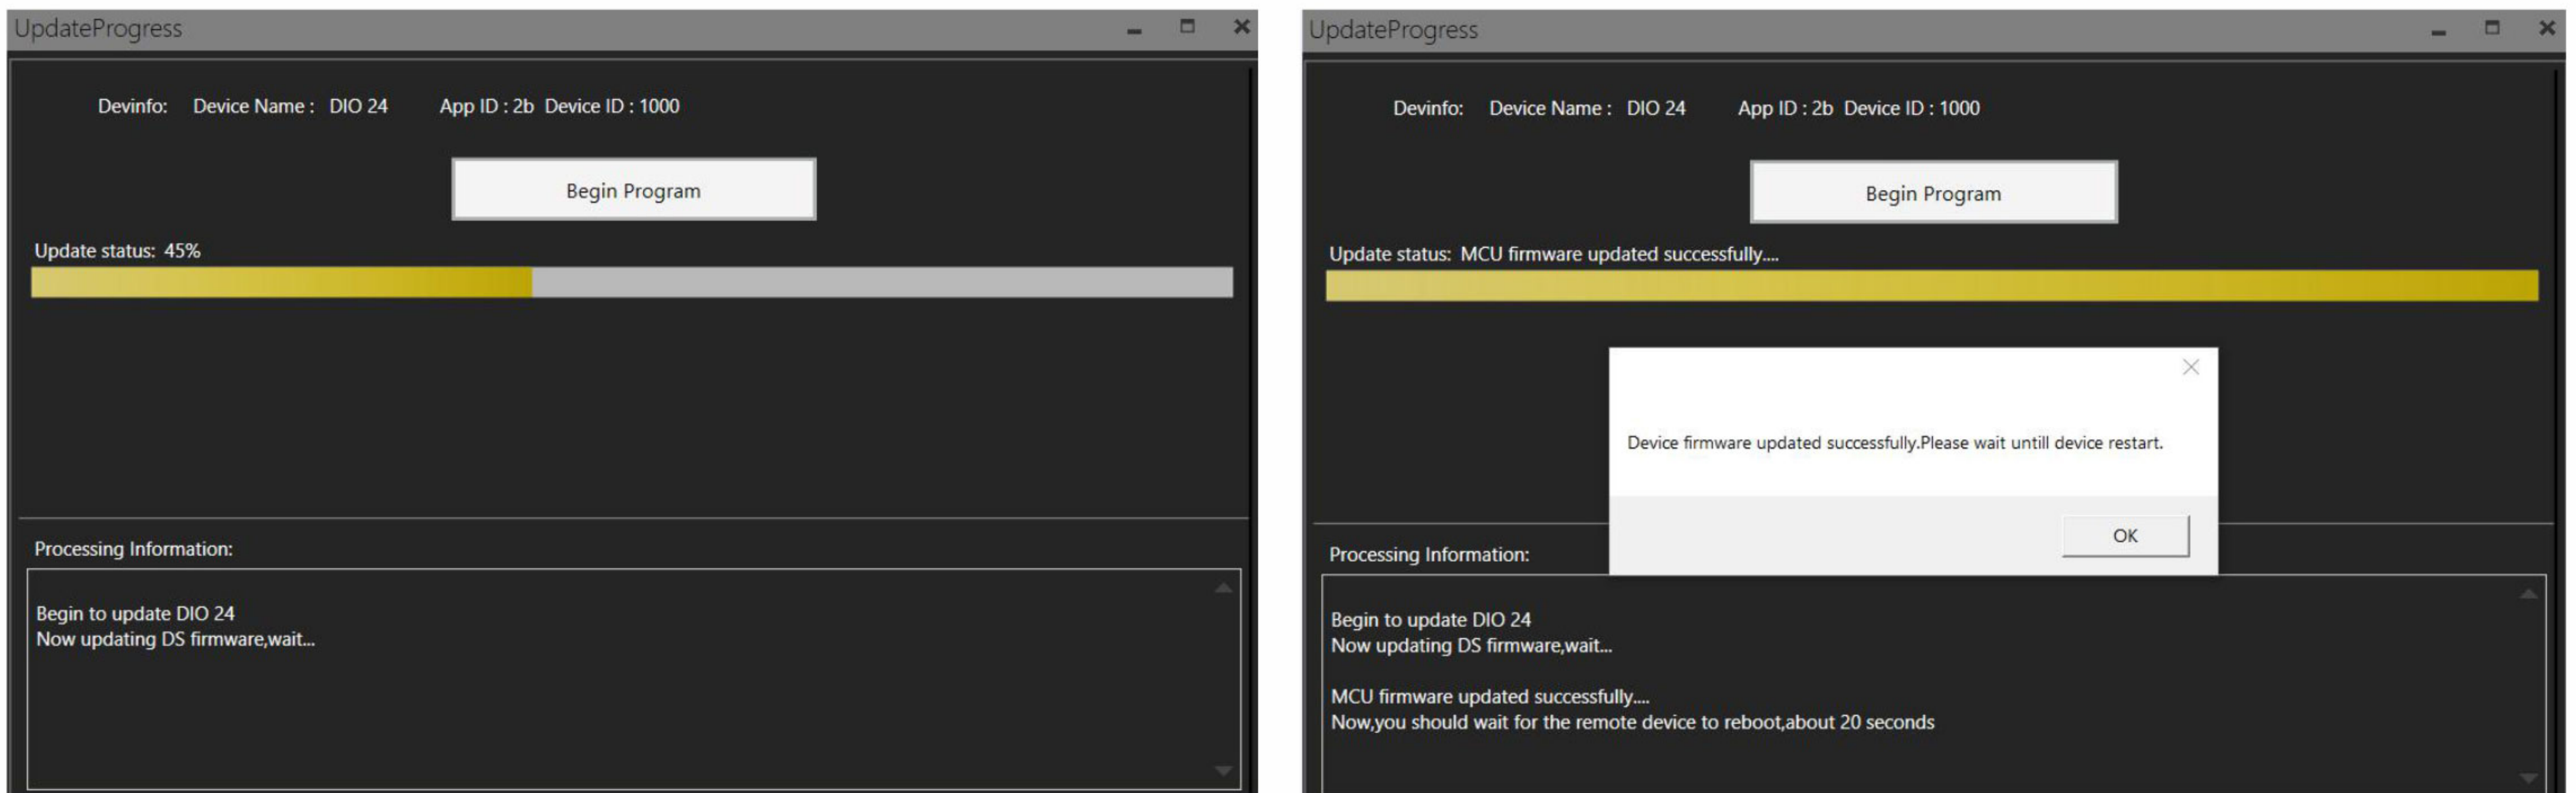 UpdateProgress
Devinfo: Device Name : DIO 24 App ID : 2b Device ID : 1000
Begin Program
Update status: 45%
Processing Information:
Begin to update DIO 24
Now updating DS firmware,wait...
UpdateProgress
Devinfo: Device Name : DIO 24 App ID : 2b Device ID : 1000
Begin Program
Update status: MCU firmware updated successfully....
Device firmware updated successfully.Please wait untill device restart.
OK
Processing Information:
Begin to update DIO 24
Now updating DS firmware,wait...
MCU firmware updated successfully....
Now,you should wait for the remote device to reboot,about 20 seconds